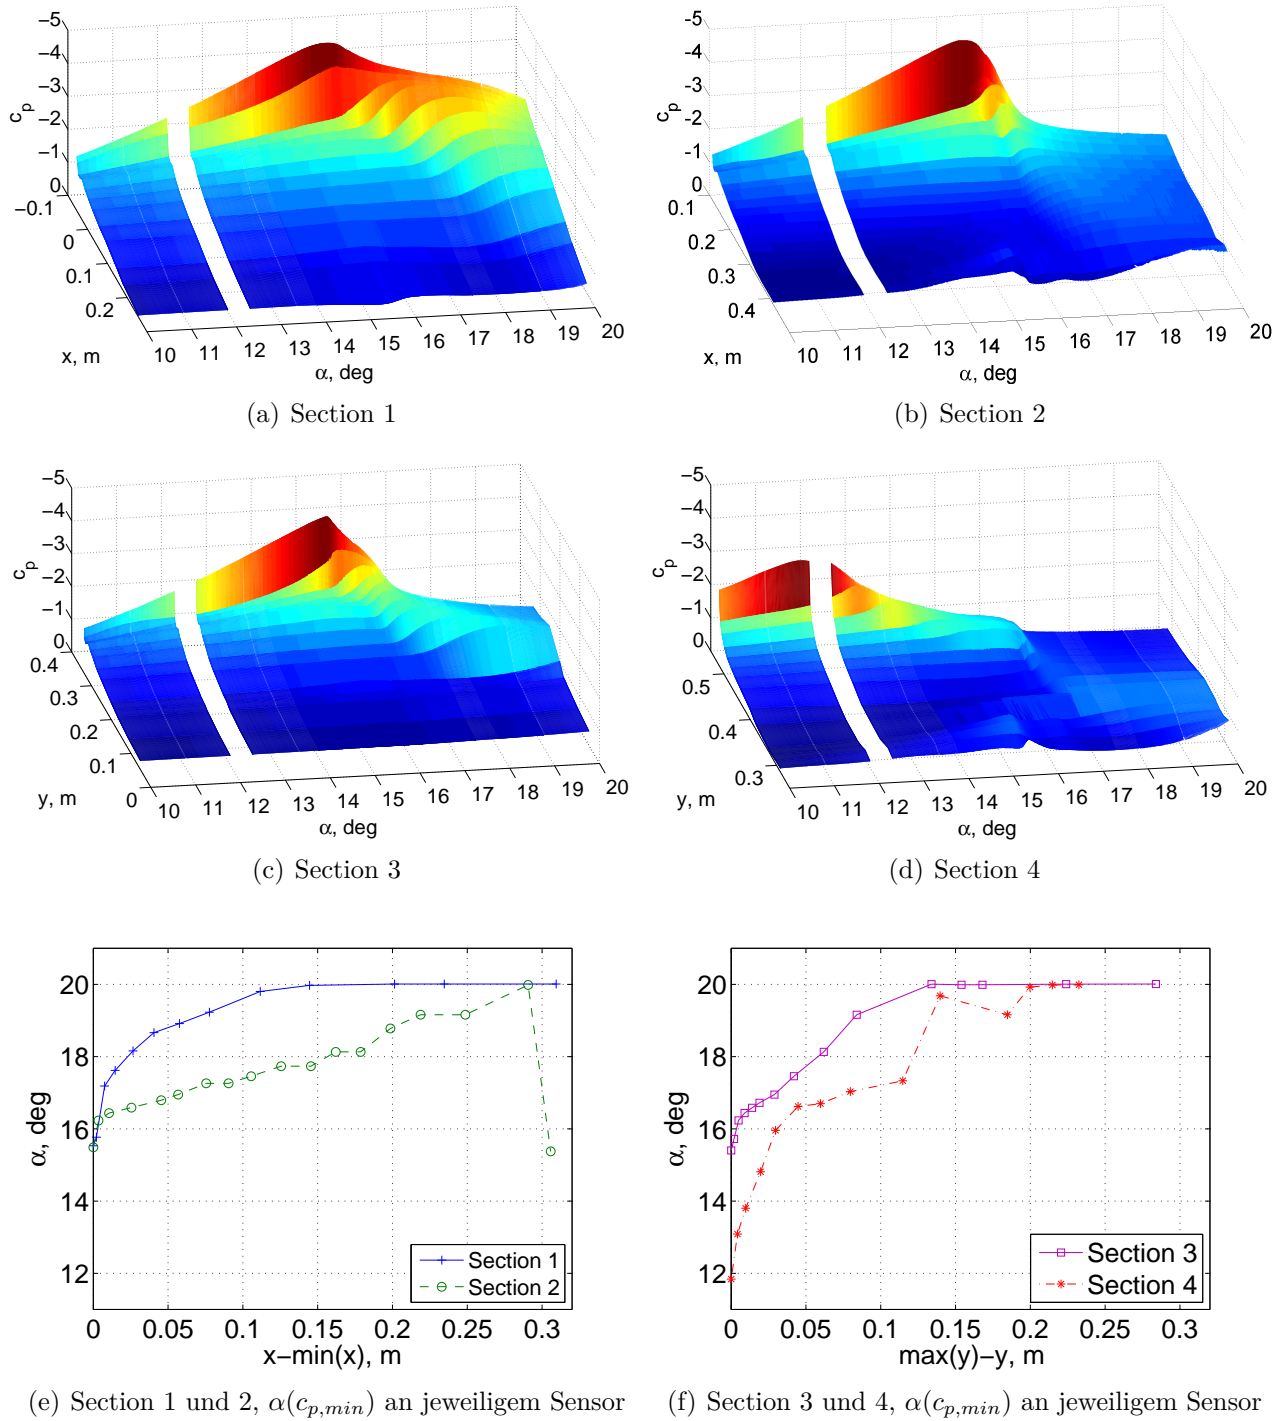 −5
−4
−3
−2
−1
0
c_p
−0.1
0
0.1
0.2
x, m
10 11 12 13 14 15 16 17 18 19 20
α, deg
(a) Section 1
-5
-4
-3
-2
-1
0
c_p
0.1
0.2
0.3
0.4
x, m
10 11 12 13 14 15 16 17 18 19 20
α, deg
(b) Section 2
−5
−4
−3
−2
−1
0
c_p
0.4
0.3
0.2
0.1
0
y, m
10 11 12 13 14 15 16 17 18 19 20
α, deg
(c) Section 3
−5
−4
−3
−2
−1
0
c_p
0.5
0.4
0.3
y, m
10 11 12 13 14 15 16 17 18 19 20
α, deg
(d) Section 4
20
18
16
14
12
α, deg
Section 1
Section 2
0 0.05 0.1 0.15 0.2 0.25 0.3
x−min(x), m
(e) Section 1 und 2, α(c_{p,min}) an jeweiligem Sensor
20
18
16
14
12
α, deg
Section 3
Section 4
0 0.05 0.1 0.15 0.2 0.25 0.3
max(y)−y, m
(f) Section 3 und 4, α(c_{p,min}) an jeweiligem Sensor